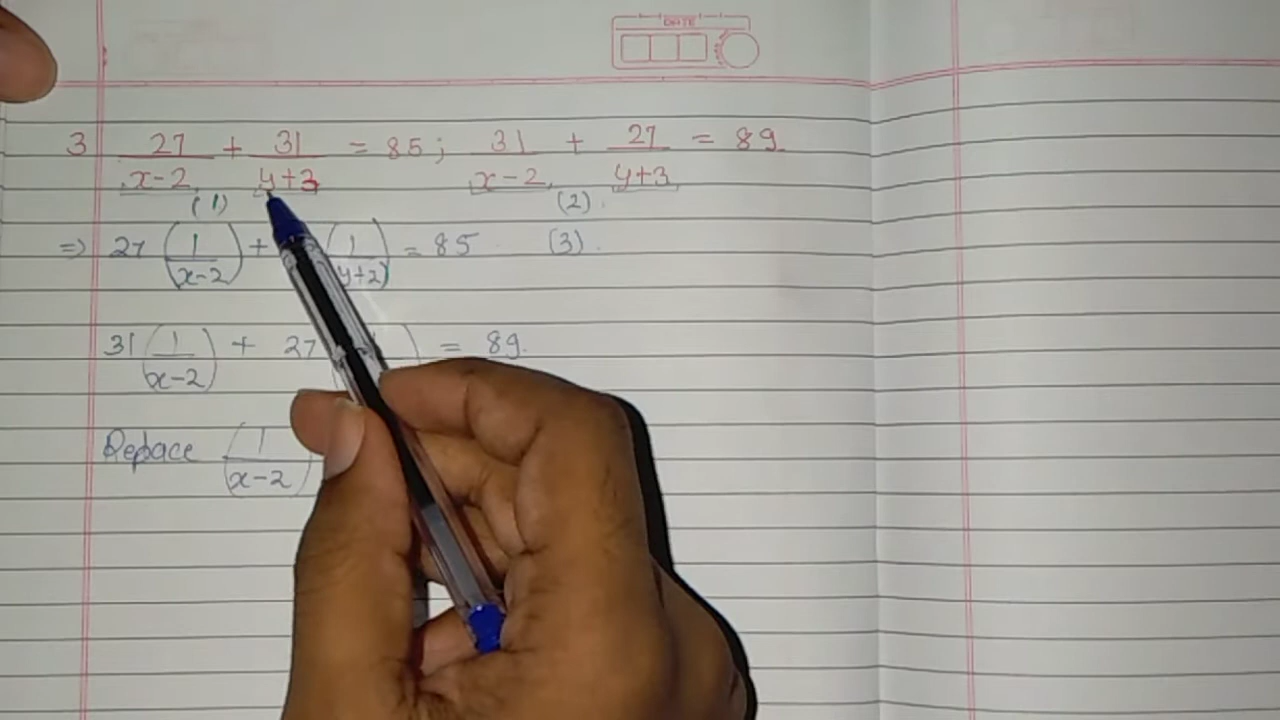 DATE
3 27/x-2 + 31/y+3 = 85; 31/x-2 + 27/y+3 = 89.
(1) (2).
=> 27 (1/x-2) + (1/y+2) = 85 (3).
31 (1/x-2) + 27 = 89.
Replace (1/x-2)